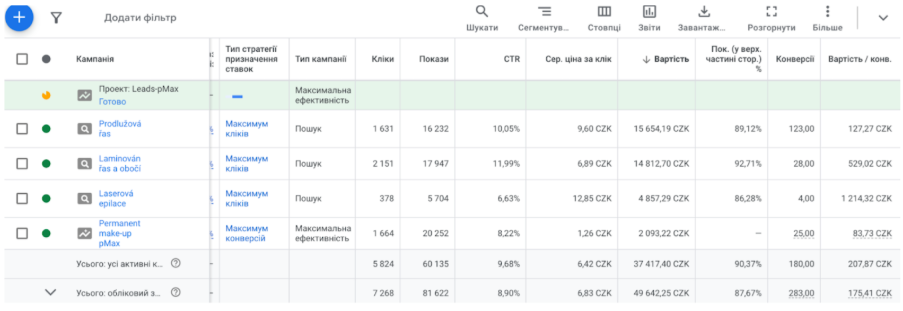 Додати фільтр
Шукати
Сегментув...
Стовпці
Звіти
Завантаж...
Розгорнути
Більше
Кампанія
Тип стратегії
призначення
ставок
Тип кампанії
Кліки
Покази
CTR
Сер. ціна за клік
↓ Вартість
Пок. (у верх.
частині стор.)
%
Конверсії
Вартість / конв.
Проект: Leads-pMax
Готово
–
—
Максимальна
ефективність
Prodlužová
řas
Максимум
кліків
Пошук
1 631
16 232
10,05%
9,60 CZK
15 654,19 CZK
89,12%
123,00
127,27 CZK
Laminován
řas a obočí
Максимум
кліків
Пошук
2 151
17 947
11,99%
6,89 CZK
14 812,70 CZK
92,71%
28,00
529,02 CZK
Laserová
epilace
Максимум
кліків
Пошук
378
5 704
6,63%
12,85 CZK
4 857,29 CZK
86,28%
4,00
1 214,32 CZK
Permanent
make-up
pMax
Максимум
конверсій
Максимальна
ефективність
1 664
20 252
8,22%
1,26 CZK
2 093,22 CZK
–
25,00
83,73 CZK
Усього: усі активні к...
–
5 824
60 135
9,68%
6,42 CZK
37 417,40 CZK
90,37%
180,00
207,87 CZK
Усього: обліковий з...
–
7 268
81 622
8,90%
6,83 CZK
49 642,25 CZK
87,67%
283,00
175,41 CZK